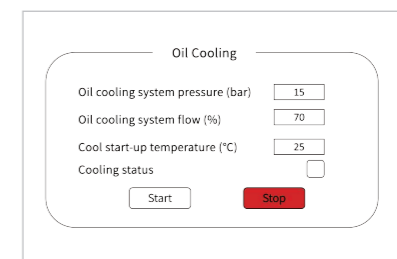 Oil Cooling
Oil cooling system pressure (bar) 15
Oil cooling system flow (%) 70
Cool start-up temperature (°C) 25
Cooling status
Start Stop